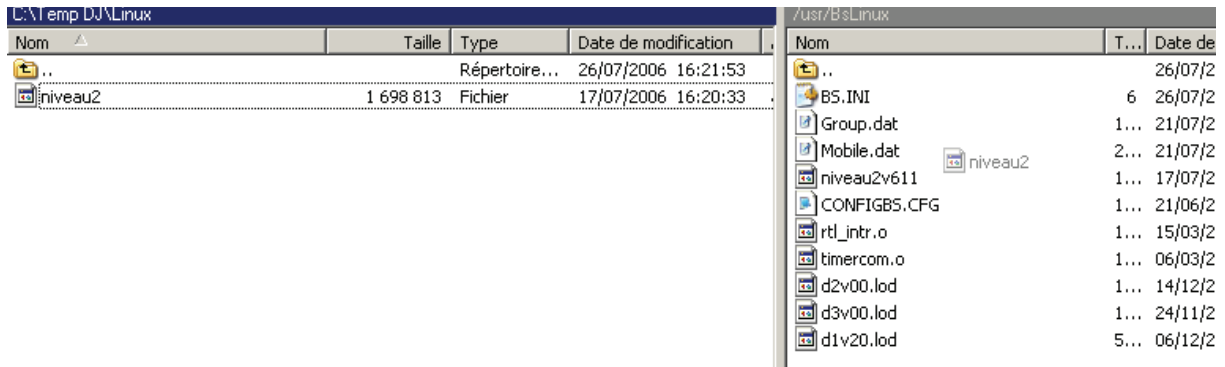 C:\Temp DJ\Linux
Nom Taille Type Date de modification
.. Répertoire... 26/07/2006 16:21:53
niveau2 1 698 813 Fichier 17/07/2006 16:20:33
/usr/BsLinux
Nom T... Date de
.. 26/07/2
BS.INI 6 26/07/2
Group.dat 1... 21/07/2
Mobile.dat 2... 21/07/2
niveau2
niveau2v611 1... 17/07/2
CONFIGBS.CFG 1... 21/06/2
rtl_intr.o 1... 15/03/2
timercom.o 1... 06/03/2
d2v00.lod 1... 14/12/2
d3v00.lod 1... 24/11/2
d1v20.lod 5... 06/12/2